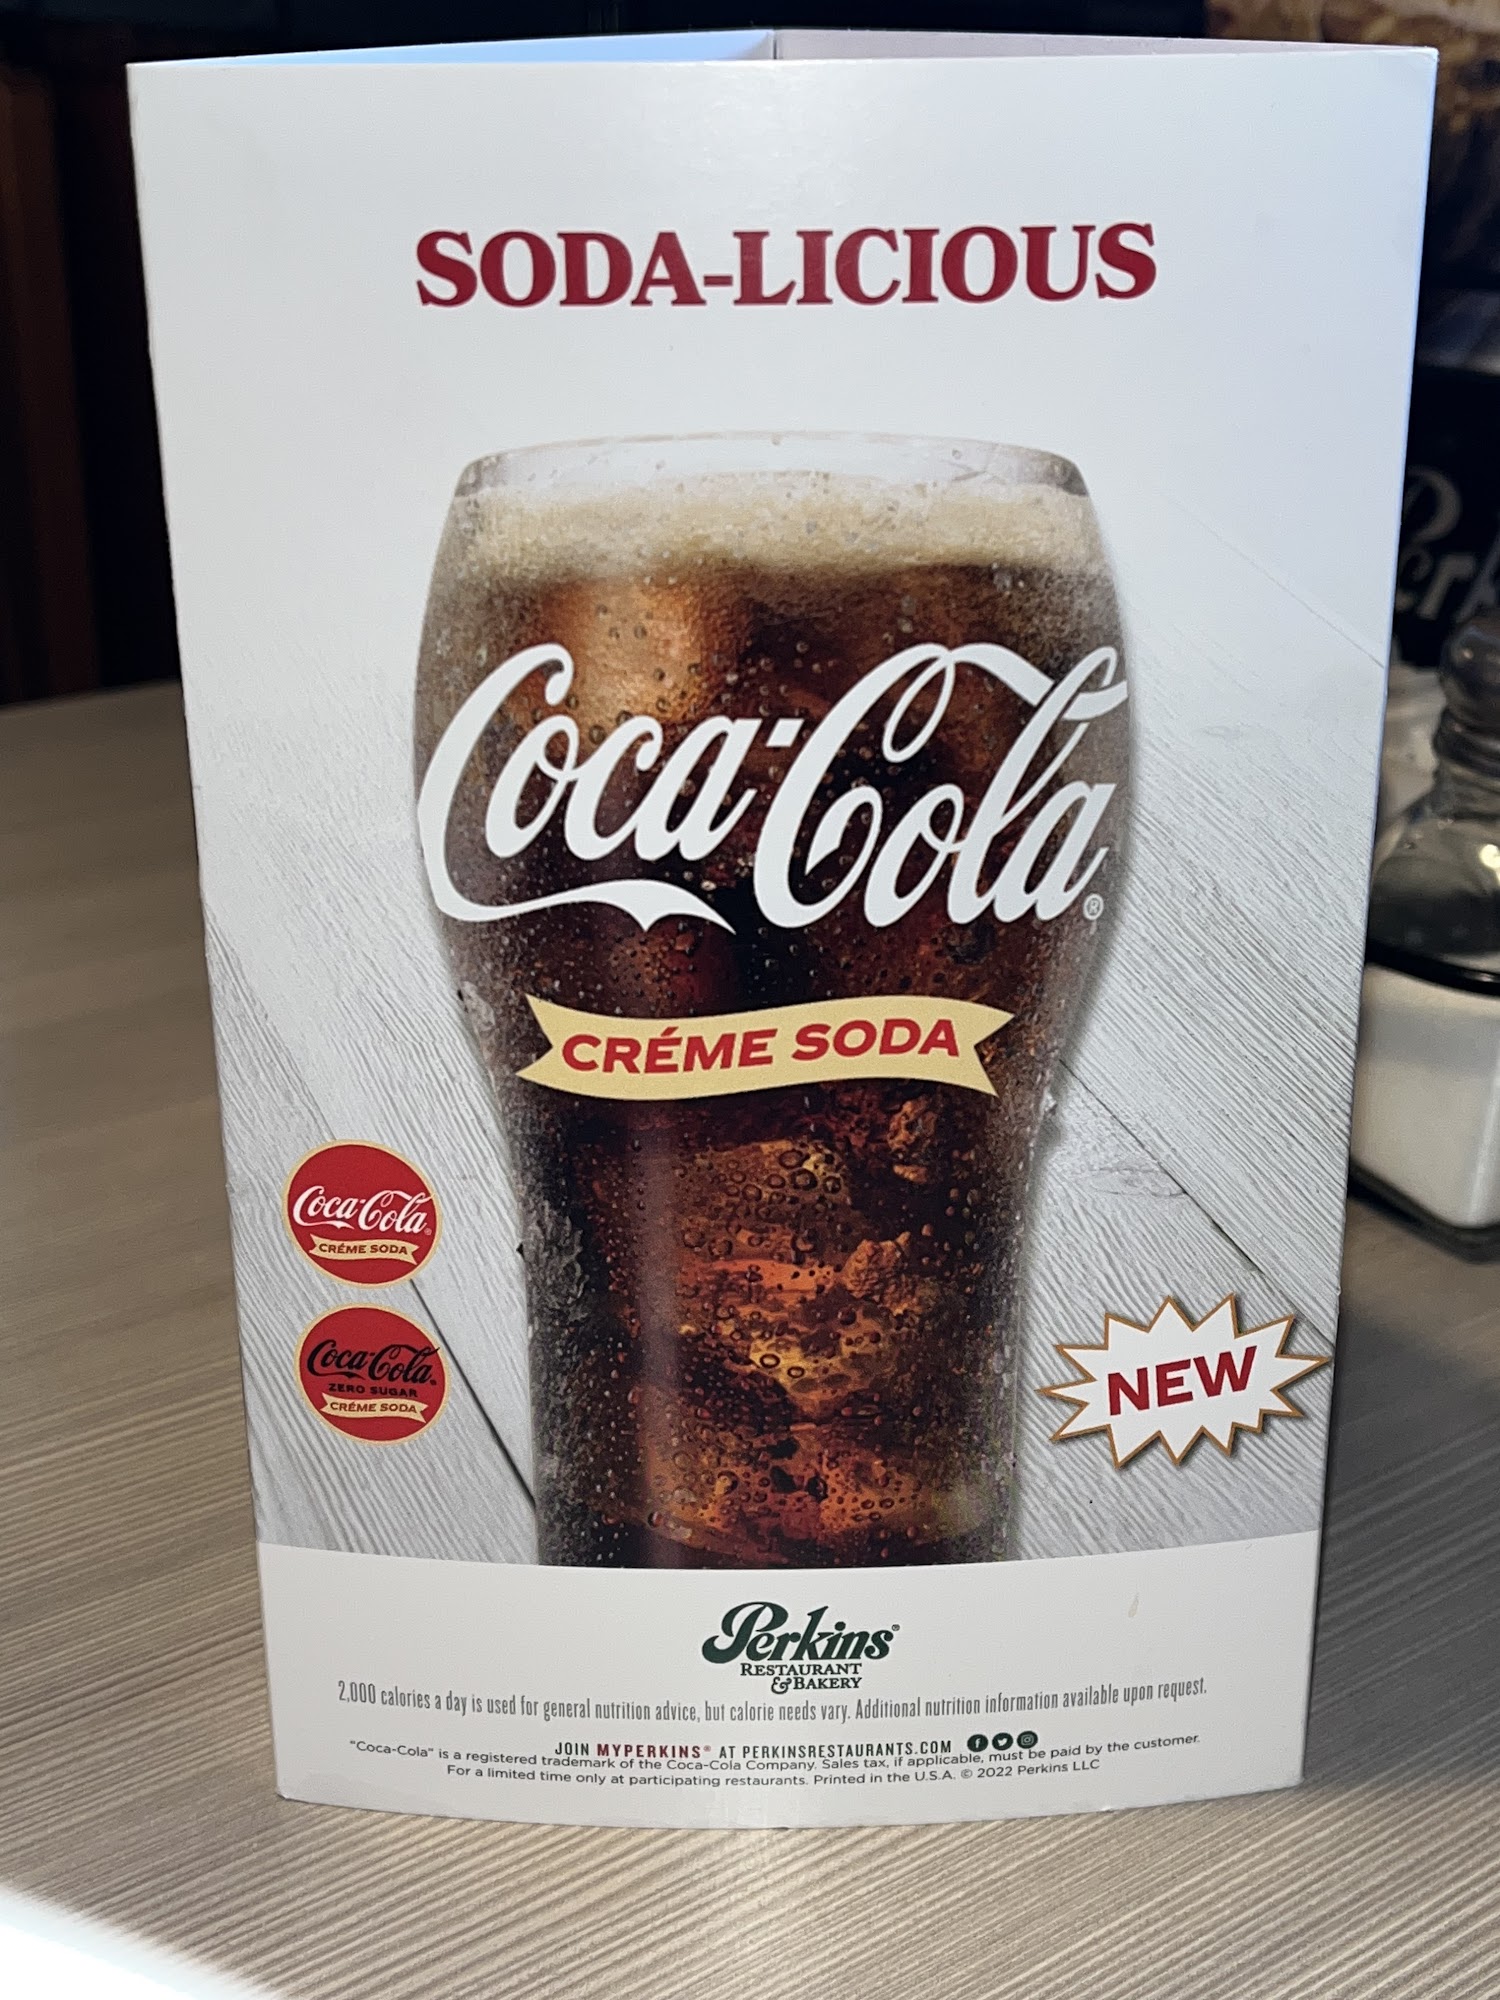 SODA-LICIOUS
Coca-Cola®
CRÉME SODA
Coca-Cola®
CRÉME SODA
Coca-Cola®
ZERO SUGAR
CRÉME SODA
NEW
Perkins®
RESTAURANT
& BAKERY
2,000 calories a day is used for general nutrition advice, but calorie needs vary. Additional nutrition information available upon request.
JOIN MYPERKINS® AT PERKINSRESTAURANTS.COM
"Coca-Cola" is a registered trademark of the Coca-Cola Company. Sales tax, if applicable, must be paid by the customer.
For a limited time only at participating restaurants. Printed in the U.S.A. © 2022 Perkins LLC